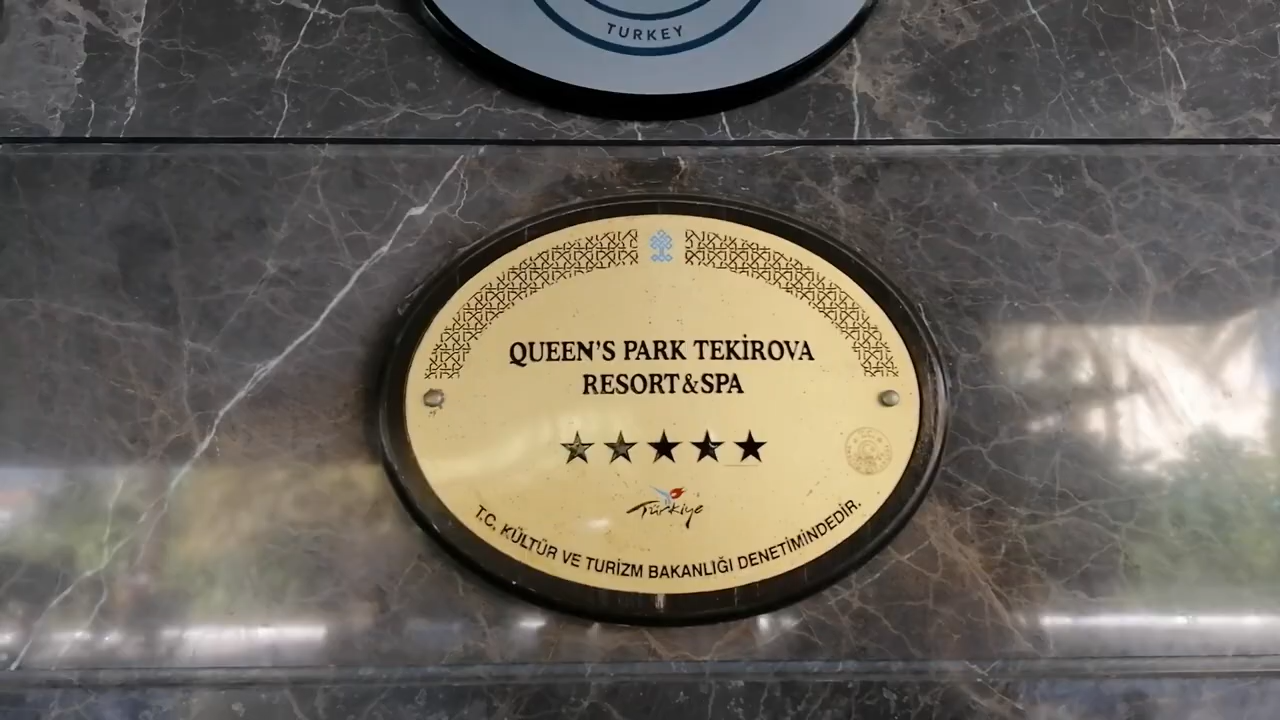 TURKEY
QUEEN'S PARK TEKİROVA
RESORT&SPA
Türkiye
T.C. KÜLTÜR VE TURİZM BAKANLIĞI DENETİMİNDEDİR.